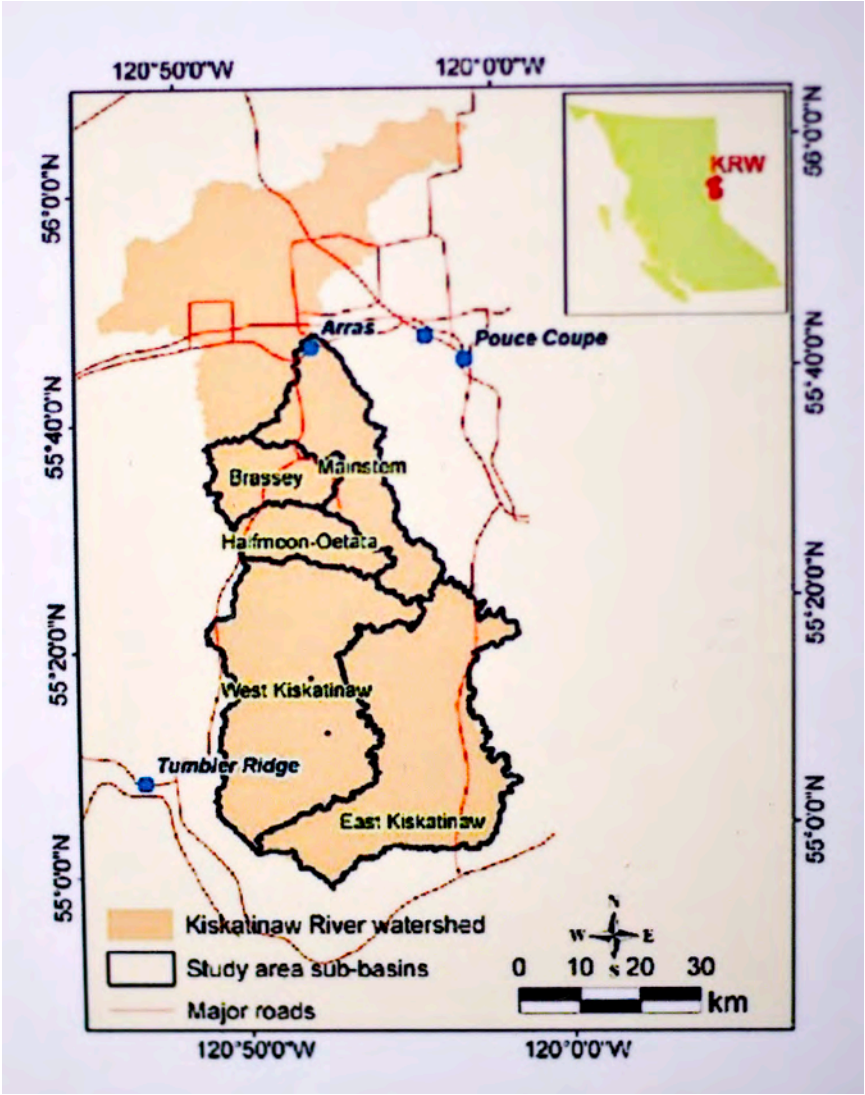 120°50'0"W
120°0'0"W
56°0'0"N
56°0'0"N
KRW
Arras
Pouce Coupe
55°40'0"N
55°40'0"N
Mainstem
Brassey
Halfmoon-Oetata
55°20'0"N
55°20'0"N
West Kiskatinaw
Tumbler Ridge
East Kiskatinaw
55°0'0"N
55°0'0"N
Kiskatinaw River watershed
Study area sub-basins
Major roads
N
W E
S
0 10 20 30
km
120°50'0"W
120°0'0"W